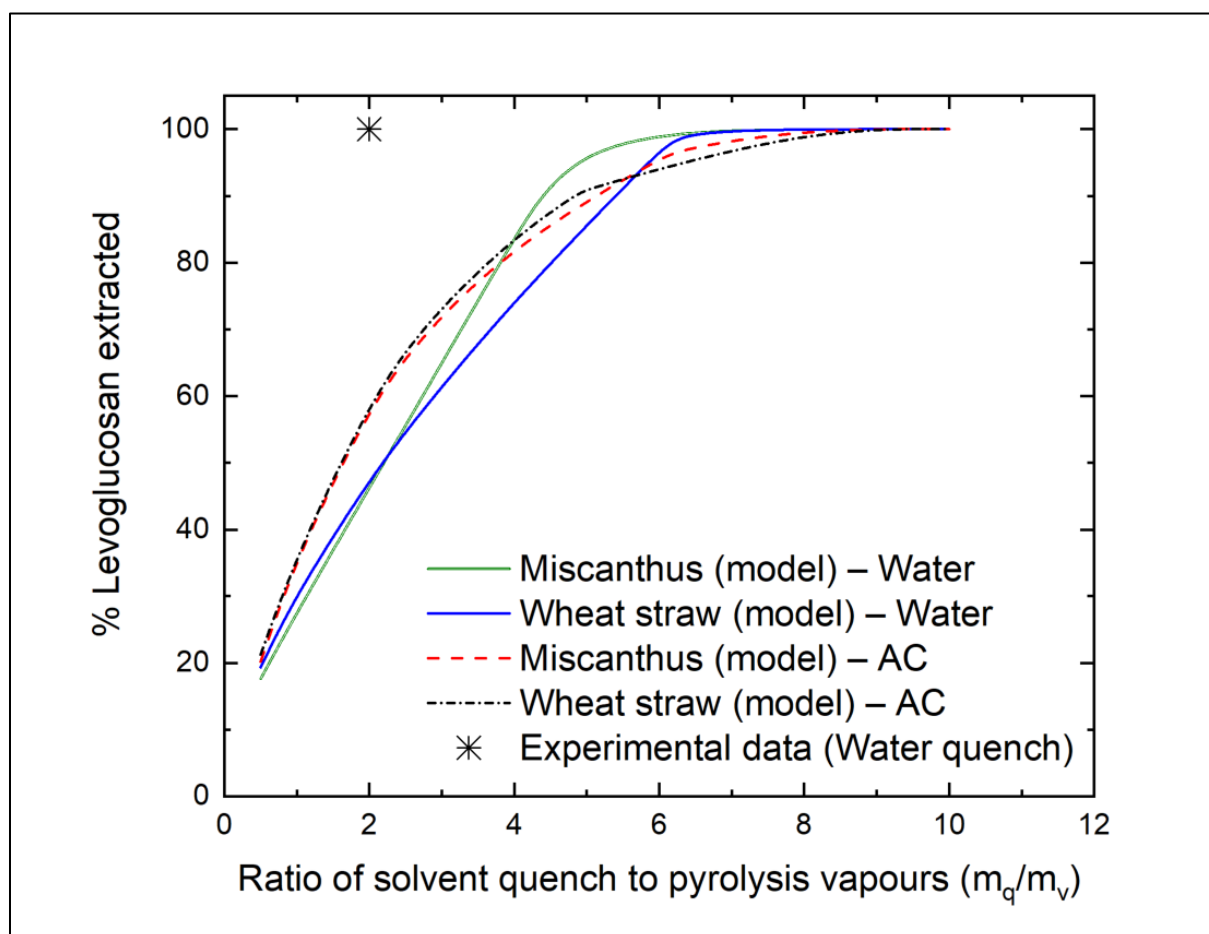 % Levoglucosan extracted
100
80
60
40
20
0
Miscanthus (model) – Water
Wheat straw (model) – Water
Miscanthus (model) – AC
Wheat straw (model) – AC
Experimental data (Water quench)
0 2 4 6 8 10 12
Ratio of solvent quench to pyrolysis vapours (mq/mv)